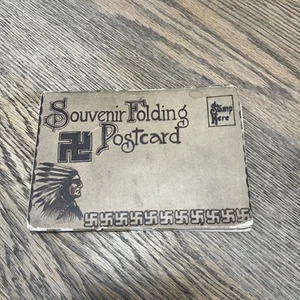 Souvenir Folding
Postcard
Stamp
Here